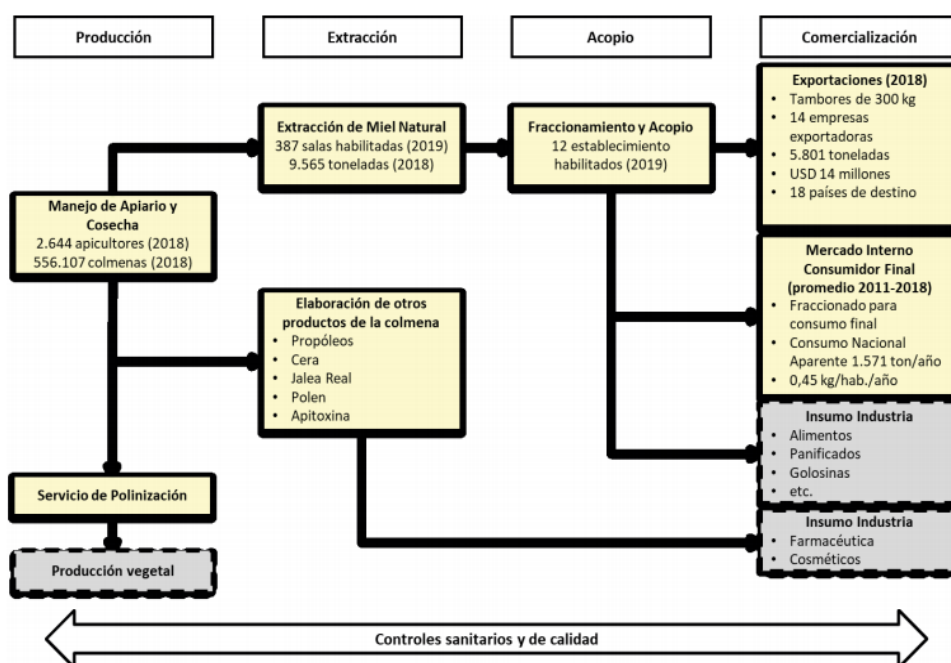 Producción
Extracción
Acopio
Comercialización
Manejo de Apiario y
Cosecha
2.644 apicultores (2018)
556.107 colmenas (2018)
Extracción de Miel Natural
387 salas habilitadas (2019)
9.565 toneladas (2018)
Fraccionamiento y Acopio
12 establecimiento
habilitados (2019)
Exportaciones (2018)
• Tambores de 300 kg
• 14 empresas
exportadoras
• 5.801 toneladas
• USD 14 millones
• 18 países de destino
Elaboración de otros
productos de la colmena
• Propóleos
• Cera
• Jalea Real
• Polen
• Apitoxina
Mercado Interno
Consumidor Final
(promedio 2011-2018)
• Fraccionado para
consumo final
• Consumo Nacional
Aparente 1.571 ton/año
• 0,45 kg/hab./año
Insumo Industria
• Alimentos
• Panificados
• Golosinas
• etc.
Servicio de Polinización
Producción vegetal
Insumo Industria
• Farmacéutica
• Cosméticos
Controles sanitarios y de calidad